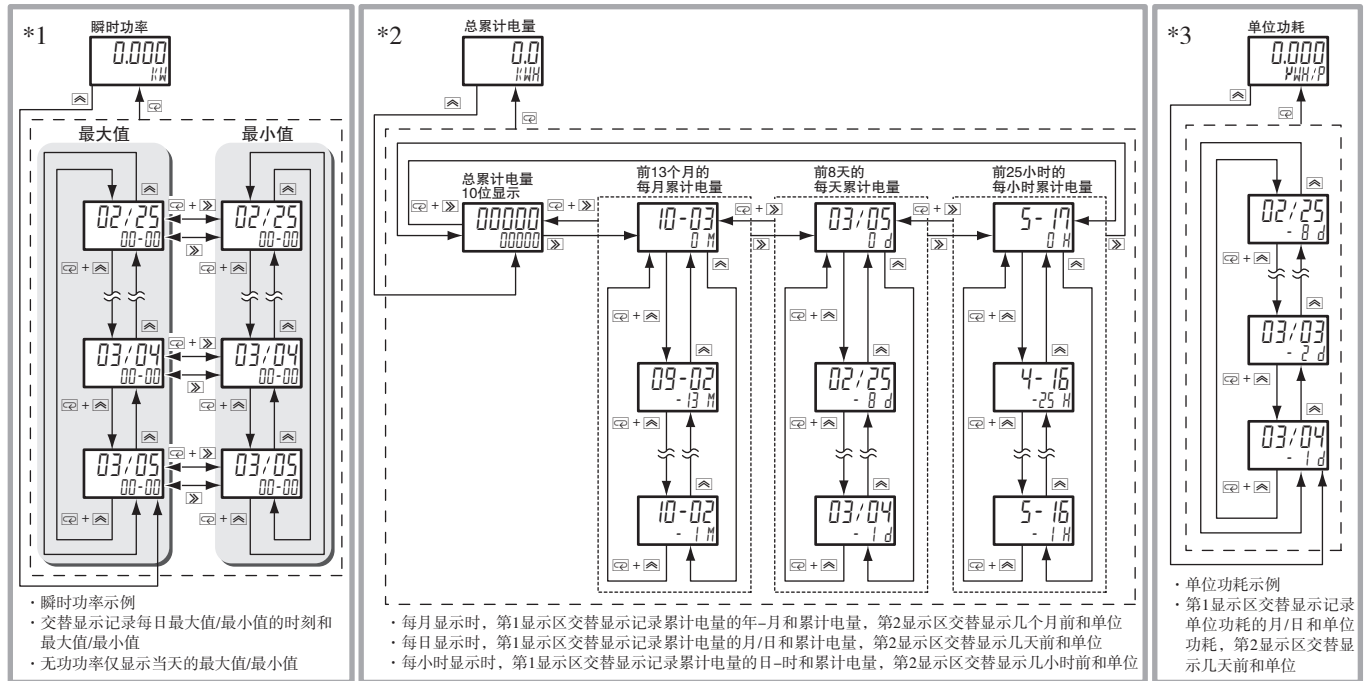 *1
瞬时功率
0.000
KW
最大值
最小值
02/25
00-00
+
02/25
00-00
+
+
03/04
00-00
+
03/04
00-00
+
+
03/05
00-00
+
03/05
00-00
+
+
・瞬时功率示例
・交替显示记录每日最大值/最小值的时刻和
最大值/最小值
・无功功率仅显示当天的最大值/最小值
*2
总累计电量
0.0
KWH
总累计电量
10位显示
00000
00000
+
+
前13个月的
每月累计电量
10-03
0 M
+
+
09-02
-13 M
+
10-02
- 1 M
+
前8天的
每天累计电量
03/05
0 d
+
+
02/25
- 8 d
+
03/04
- 1 d
+
前25小时的
每小时累计电量
5-17
0 H
+
4-16
-25 H
+
5-16
- 1 H
+
・每月显示时，第1显示区交替显示记录累计电量的年–月和累计电量，第2显示区交替显示几个月前和单位
・每日显示时，第1显示区交替显示记录累计电量的月/日和累计电量，第2显示区交替显示几天前和单位
・每小时显示时，第1显示区交替显示记录累计电量的日–时和累计电量，第2显示区交替显示几小时前和单位
*3
单位功耗
0.000
KWH/P
02/25
- 8 d
+
03/03
- 2 d
+
03/04
- 1 d
+
・单位功耗示例
・第1显示区交替显示记录
单位功耗的月/日和单位
功耗，第2显示区交替显
示几天前和单位